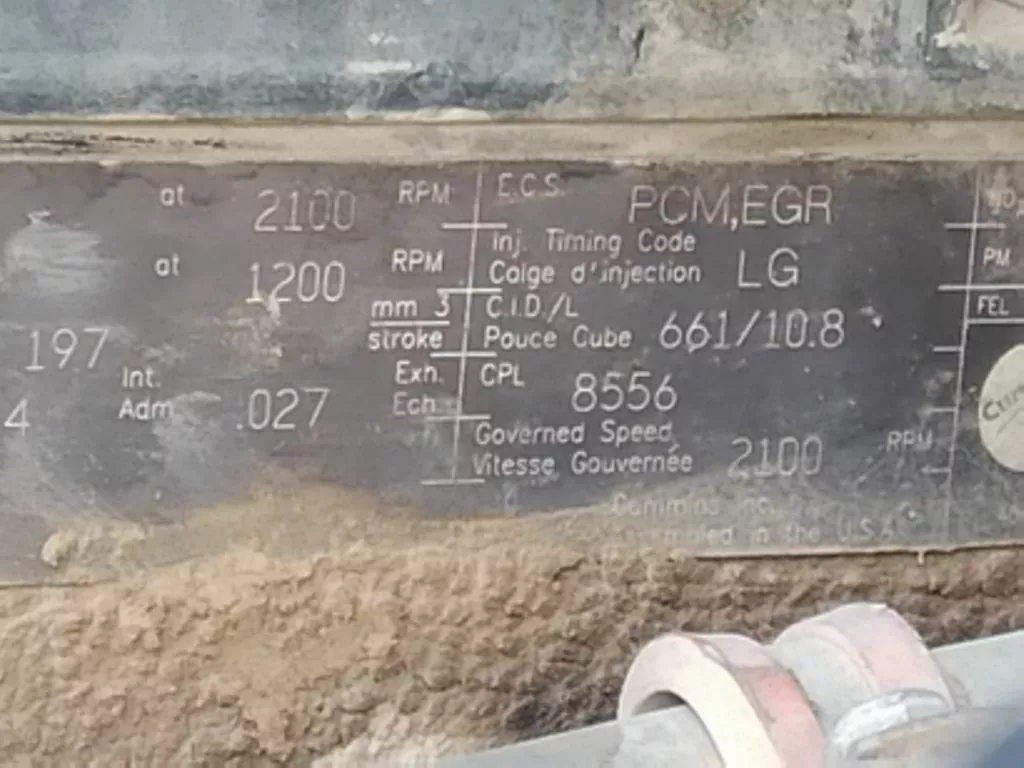 at 2100 RPM E.C.S. PCM,EGR
Inj. Timing Code
at 1200 RPM Calge d'injection LG PM
mm 3 C.I.D./L FEL
197 stroke Pouce Cube 661/10.8
Int. Exh. CPL
4 Adm. .027 Ech. 8556
Governed Speed
Vitesse Gouvernée 2100 RPM
Cummins Inc.
in the U.S.A.